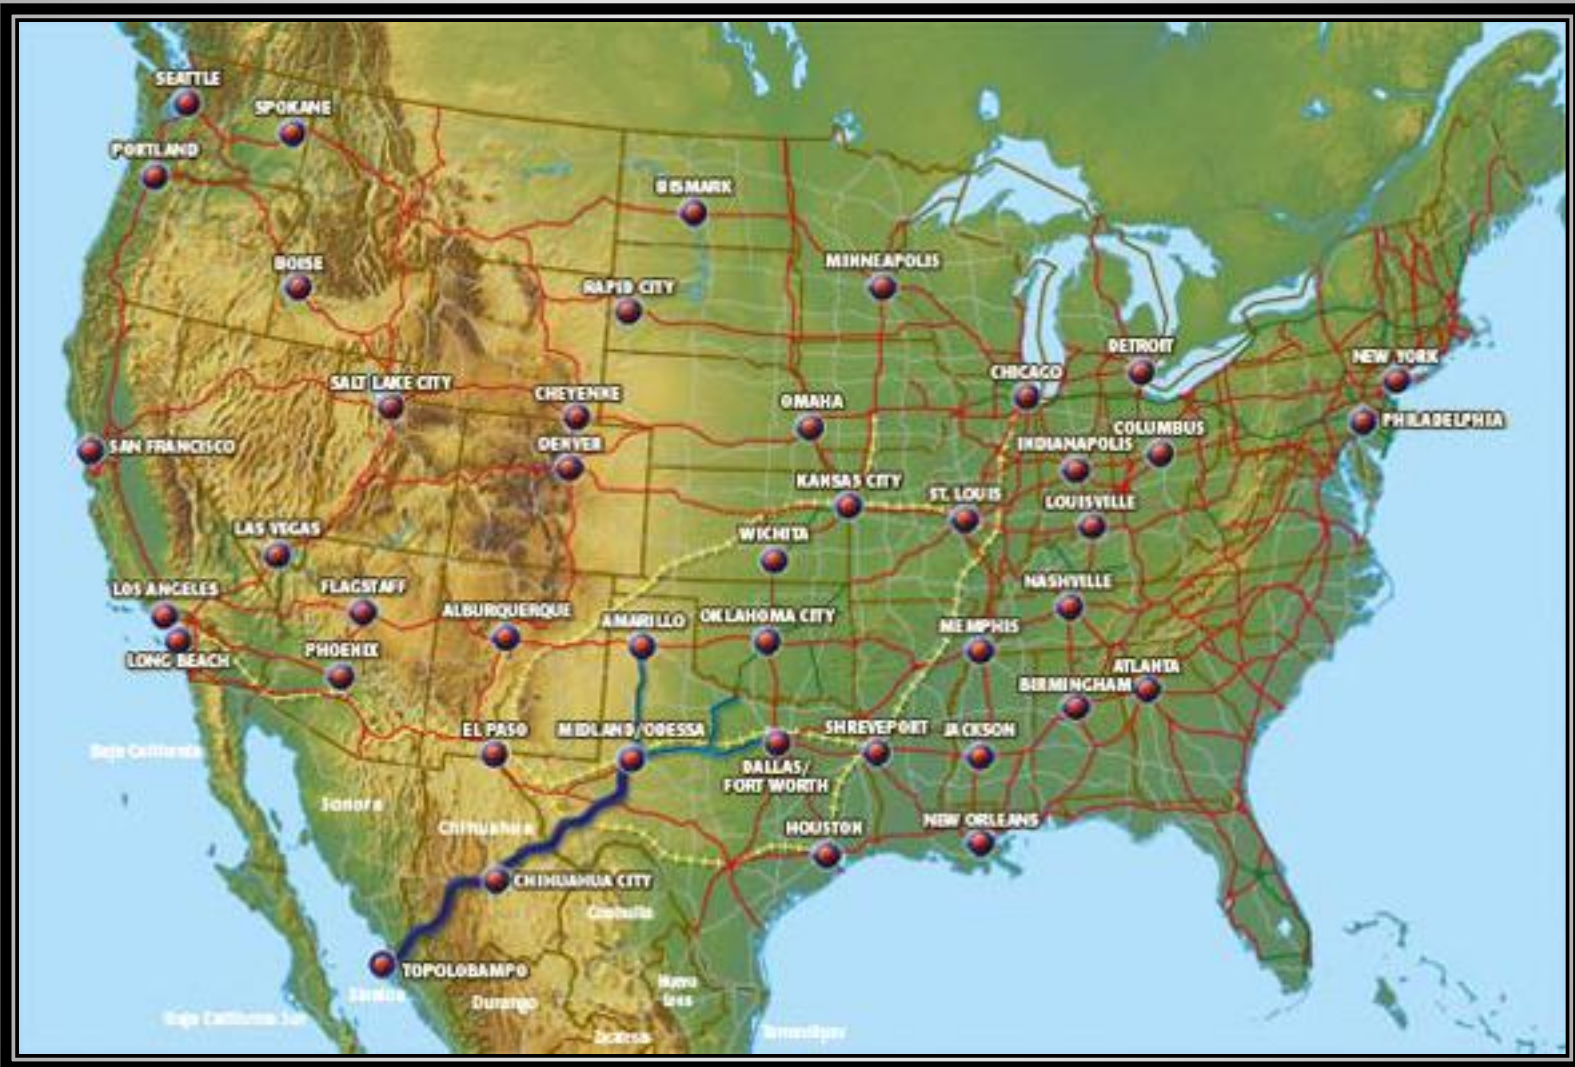 SEATTLE
SPOKANE
PORTLAND
BISMARK
BOISE
RAPID CITY
MINNEAPOLIS
DETROIT
NEW YORK
SALT LAKE CITY
CHEYENNE
OMAHA
CHICAGO
PHILADELPHIA
COLUMBUS
SAN FRANCISCO
DENVER
INDIANAPOLIS
KANSAS CITY
ST. LOUIS
LOUISVILLE
LAS VEGAS
WICHITA
LOS ANGELES
FLAGSTAFF
ALBURQUERQUE
AMARILLO
OKLAHOMA CITY
NASHVILLE
MEMPHIS
LONG BEACH
PHOENIX
ATLANTA
BIRMINGHAM
EL PASO
MIDLAND/ODESSA
SHREVEPORT
JACKSON
Baja California
DALLAS/
FORT WORTH
Sonora
Chihuahua
HOUSTON
NEW ORLEANS
CHIHUAHUA CITY
Coahuila
TOPOLOBAMPO
Sinaloa
Durango
Nuevo
Leon
Baja California Sur
Tamaulipas